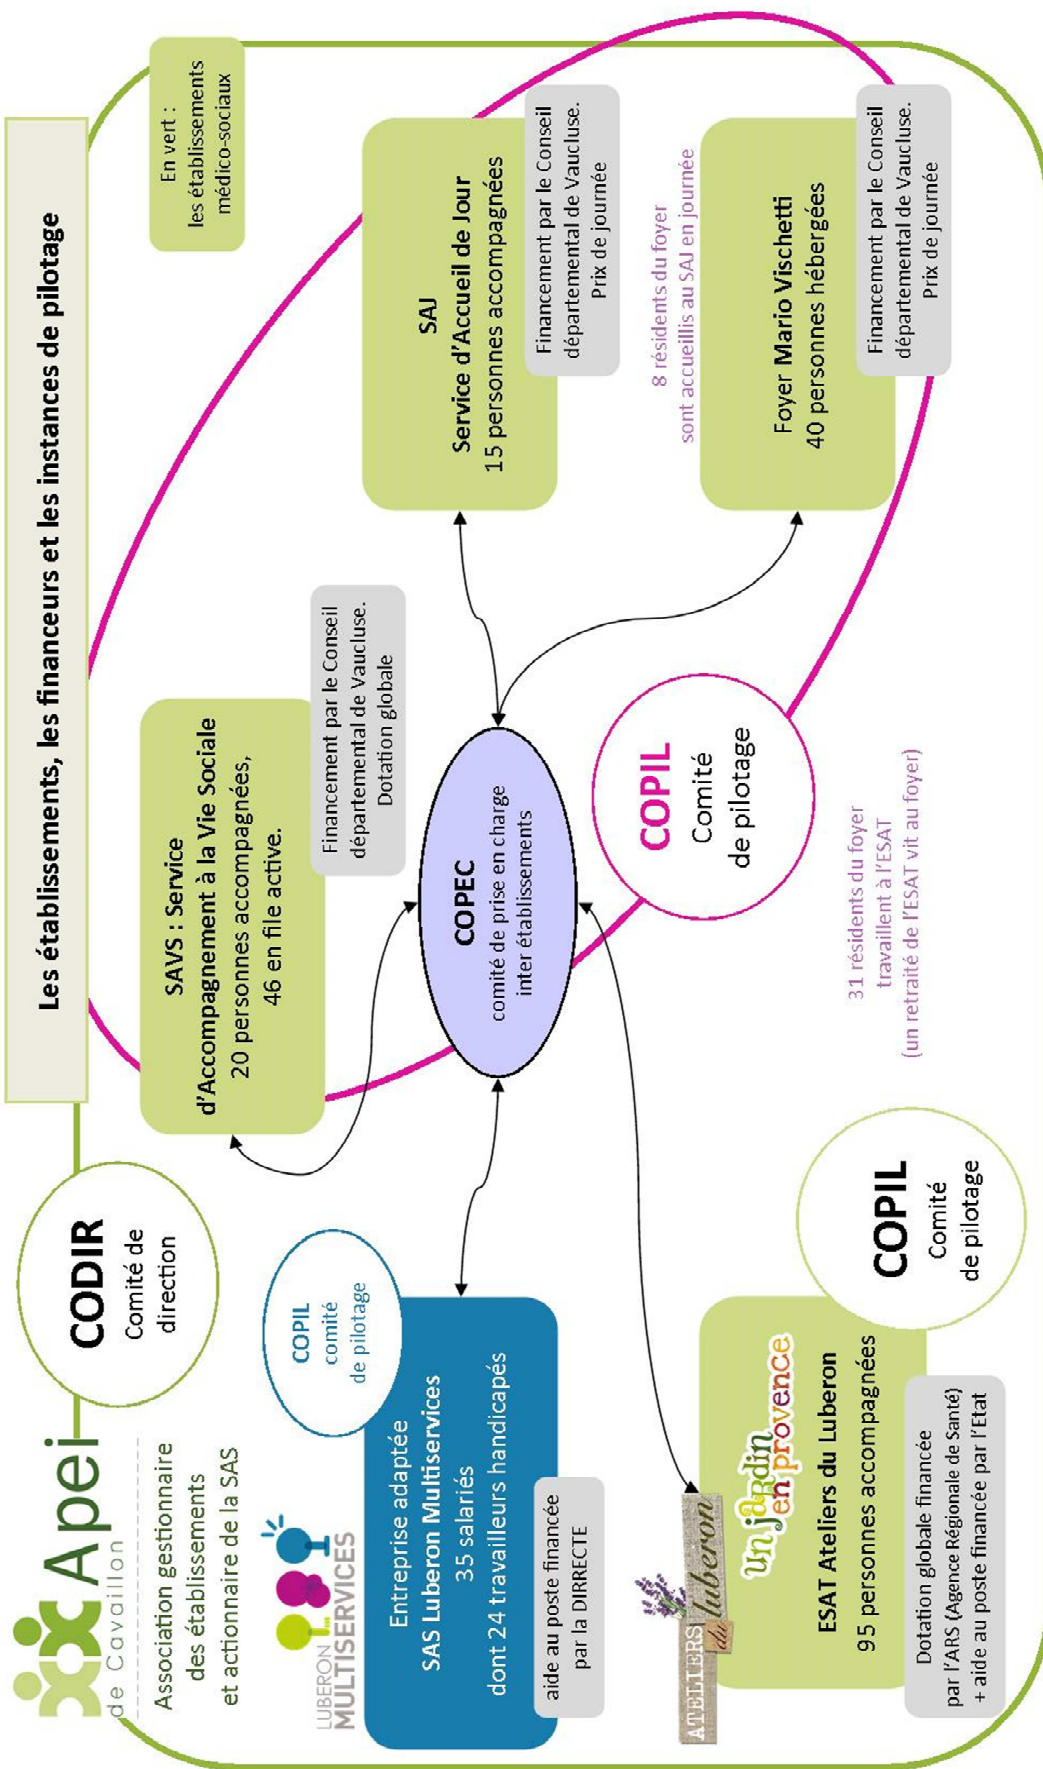 Les établissements, les financeurs et les instances de pilotage
Apei
de Cavaillon
Association gestionnaire
des établissements
et actionnaire de la SAS
CODIR
Comité de
direction
En vert :
les établissements
médico-sociaux
SAVS : Service
d'Accompagnement à la Vie Sociale
20 personnes accompagnées,
46 en file active.
Financement par le Conseil
départemental de Vaucluse.
Dotation globale
SAJ
Service d'Accueil de Jour
15 personnes accompagnées
Financement par le Conseil
départemental de Vaucluse.
Prix de journée
LUBERON
MULTISERVICES
COPIL
comité
de pilotage
Entreprise adaptée
SAS Luberon Multiservices
35 salariés
dont 24 travailleurs handicapés
aide au poste financée
par la DIRRECTE
COPEC
comité de prise en charge
inter établissements
COPIL
Comité
de pilotage
8 résidents du foyer
sont accueillis au SAJ en journée
Foyer Mario Vischetti
40 personnes hébergées
Financement par le Conseil
départemental de Vaucluse.
Prix de journée
ATELIERS
du luberon
un jardin
en provence
ESAT Ateliers du Luberon
95 personnes accompagnées
Dotation globale financée
par l'ARS (Agence Régionale de Santé)
+ aide au poste financée par l'Etat
COPIL
Comité
de pilotage
31 résidents du foyer
travaillent à l'ESAT
(un retraité de l'ESAT vit au foyer)